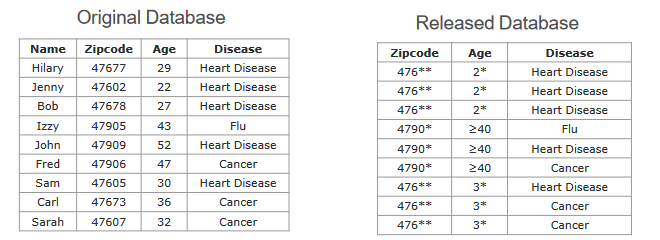 Original Database
Name Zipcode Age Disease
Hilary 47677 29 Heart Disease
Jenny 47602 22 Heart Disease
Bob 47678 27 Heart Disease
Izzy 47905 43 Flu
John 47909 52 Heart Disease
Fred 47906 47 Cancer
Sam 47605 30 Heart Disease
Carl 47673 36 Cancer
Sarah 47607 32 Cancer
Released Database
Zipcode Age Disease
476** 2* Heart Disease
476** 2* Heart Disease
476** 2* Heart Disease
4790* ≥40 Flu
4790* ≥40 Heart Disease
4790* ≥40 Cancer
476** 3* Heart Disease
476** 3* Cancer
476** 3* Cancer